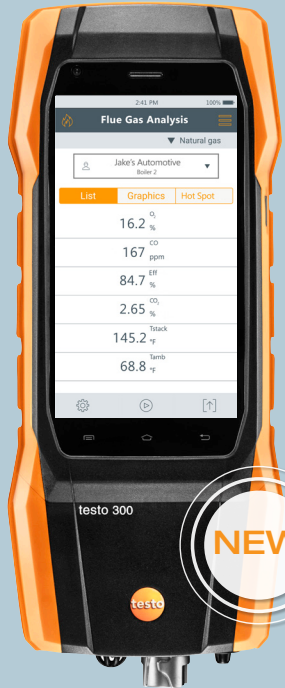 2:41 PM 100%
Flue Gas Analysis
▼ Natural gas
Jake's Automotive ▼
Boiler 2
List Graphics Hot Spot
16.2 O₂ %
167 CO ppm
84.7 Eff %
2.65 CO₂ %
145.2 Tstack °F
68.8 Tamb °F
testo 300
NEW
testo